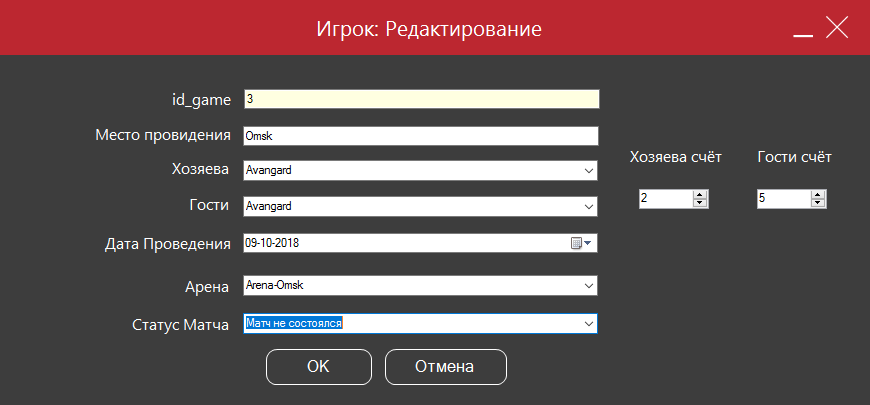 Игрок: Редактирование
id_game 3
Место провидения Omsk
Хозяева счёт Гости счёт
Хозяева Avangard
2 5
Гости Avangard
Дата Проведения 09-10-2018
Арена Arena-Omsk
Статус Матча Матч не состоялся
OK Отмена